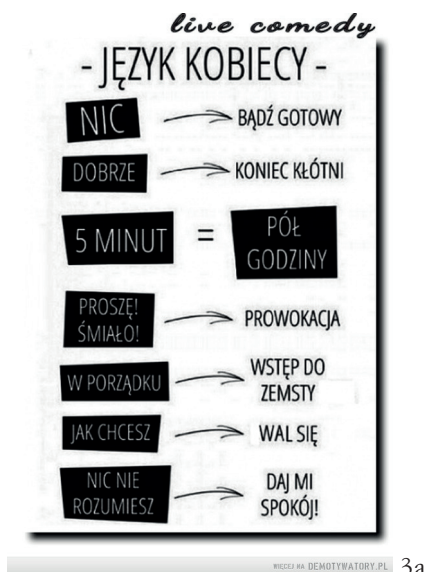 live comedy
- JĘZYK KOBIECY -
NIC → BĄDŹ GOTOWY
DOBRZE → KONIEC KŁÓTNI
5 MINUT = PÓŁ
GODZINY
PROSZĘ!
ŚMIAŁO! → PROWOKACJA
W PORZĄDKU → WSTĘP DO
ZEMSTY
JAK CHCESZ → WAL SIĘ
NIC NIE
ROZUMIESZ → DAJ MI
SPOKÓJ!
WIĘCEJ NA DEMOTYWATORY.PL
3a